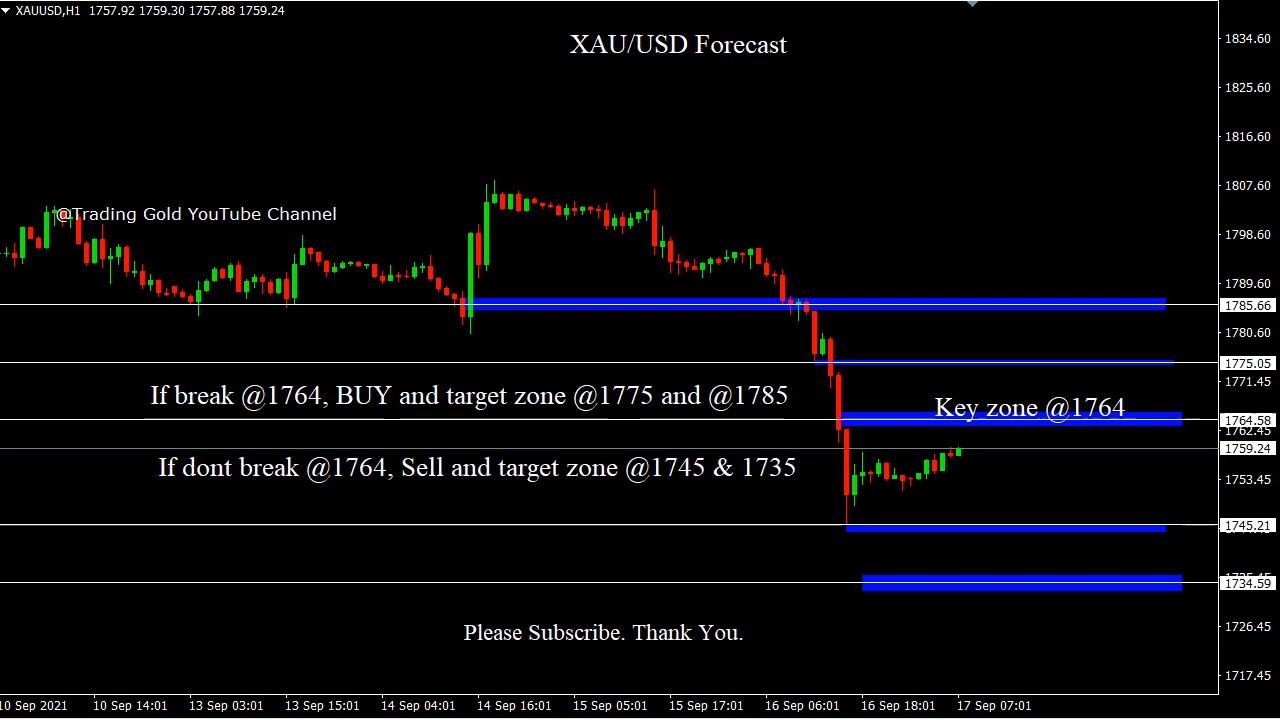 XAUUSD,H1 1757.92 1759.30 1757.88 1759.24
XAU/USD Forecast
1834.60
1825.60
1816.60
1807.60
@Trading Gold YouTube Channel
1798.60
1789.60
1785.66
1780.60
1775.05
1771.45
If break @1764, BUY and target zone @1775 and @1785
Key zone @1764
1764.58
1762.45
1759.24
If dont break @1764, Sell and target zone @1745 & 1735
1753.45
1745.21
1734.59
1726.45
Please Subscribe. Thank You.
1717.45
10 Sep 2021 10 Sep 14:01 13 Sep 03:01 13 Sep 15:01 14 Sep 04:01 14 Sep 16:01 15 Sep 05:01 15 Sep 17:01 16 Sep 06:01 16 Sep 18:01 17 Sep 07:01